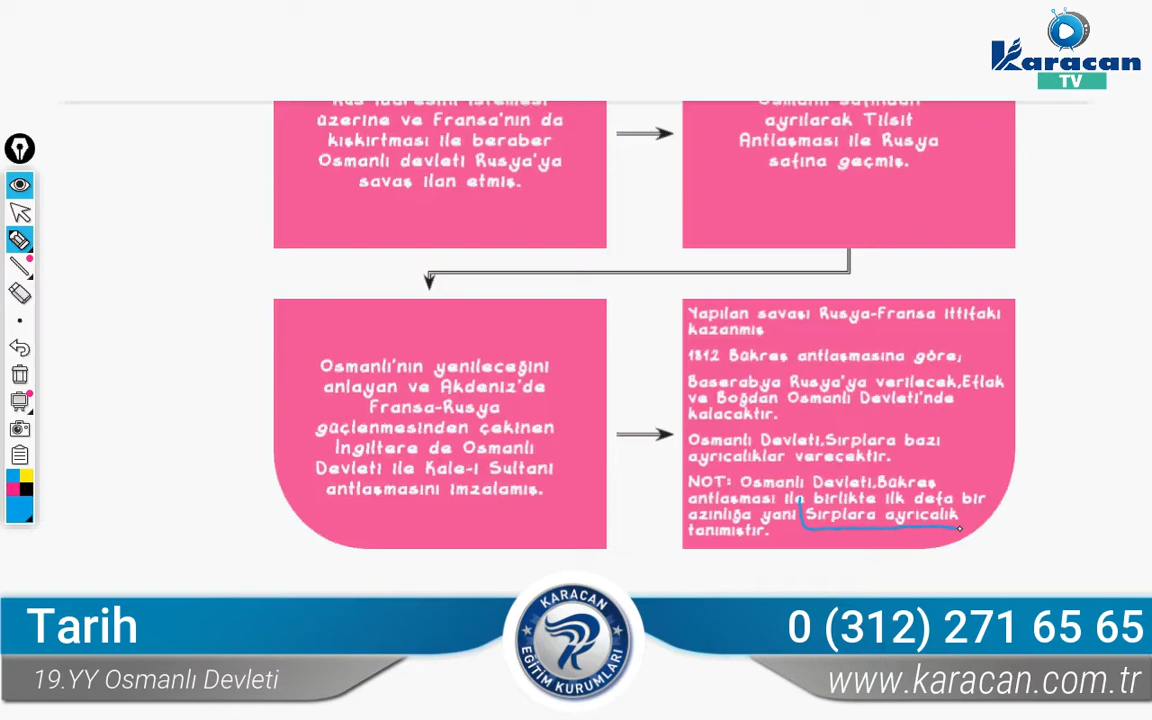 Karacan
TV
üzerine ve Fransa'nın da
kışkırtması ile beraber
Osmanlı devleti Rusya'ya
savaş ilan etmiş.
ayrılarak Tilsit
Antlaşması ile Rusya
safına geçmiş.
Osmanlı'nın yenileceğini
anlayan ve Akdeniz'de
Fransa-Rusya
güçlenmesinden çekinen
İngiltere de Osmanlı
Devleti ile Kale-i Sultani
antlaşmasını imzalamış.
Yapılan savaşı Rusya-Fransa ittifakı
kazanmış
1812 Bükreş antlaşmasına göre;
Baserabya Rusya'ya verilecek,Eflak
ve Boğdan Osmanlı Devleti'nde
kalacaktır.
Osmanlı Devleti,Sırplara bazı
ayrıcalıklar verecektir.
NOT: Osmanlı Devleti,Bükreş
antlaşması ile birlikte ilk defa bir
azınlığa yani Sırplara ayrıcalık
tanımıştır.
Tarih
19.YY Osmanlı Devleti
KARACAN
EĞİTİM KURUMLARI
0 (312) 271 65 65
www.karacan.com.tr